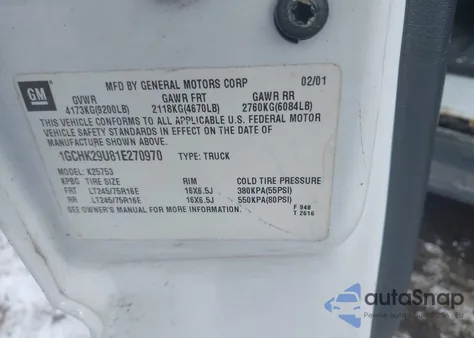 GM
MFD BY GENERAL MOTORS CORP 02/01
GVWR GAWR FRT GAWR RR
4173KG(9200LB) 2118KG(4670LB) 2760KG(6084LB)
THIS VEHICLE CONFORMS TO ALL APPLICABLE U.S. FEDERAL MOTOR
VEHICLE SAFETY STANDARDS IN EFFECT ON THE DATE OF
MANUFACTURE SHOWN ABOVE.
1GCHK29U81E270970 TYPE: TRUCK
MODEL: K25753
KPBG TIRE SIZE RIM COLD TIRE PRESSURE
FRT LT245/75R16E 16X6.5J 380KPA(55PSI)
RR LT245/75R16E 16X6.5J 550KPA(80PSI)
SEE OWNER'S MANUAL FOR MORE INFORMATION.
F 948
T 2616
autoSnap